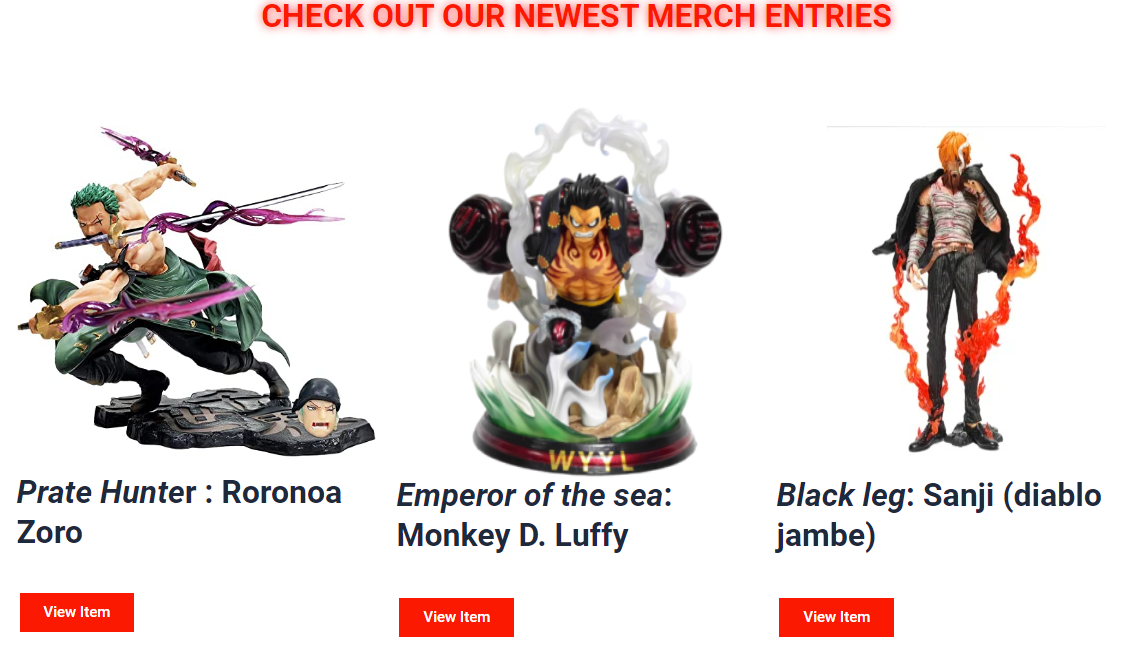 CHECK OUT OUR NEWEST MERCH ENTRIES
WYYL
Prate Hunter : Roronoa
Zoro
Emperor of the sea:
Monkey D. Luffy
Black leg: Sanji (diablo
jambe)
View Item
View Item
View Item